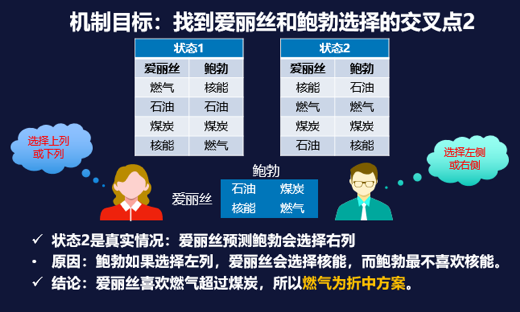 机制目标：找到爱丽丝和鲍勃选择的交叉点2
状态1
爱丽丝 鲍勃
燃气 核能
石油 石油
煤炭 煤炭
核能 燃气
状态2
爱丽丝 鲍勃
核能 石油
燃气 燃气
煤炭 煤炭
石油 核能
选择上列
或下列
选择左侧
或右侧
鲍勃
爱丽丝
石油 煤炭
核能 燃气
✓ 状态2是真实情况：爱丽丝预测鲍勃会选择右列
• 原因：鲍勃如果选择左列，爱丽丝会选择核能，而鲍勃最不喜欢核能。
✓ 结论：爱丽丝喜欢燃气超过煤炭，所以燃气为折中方案。